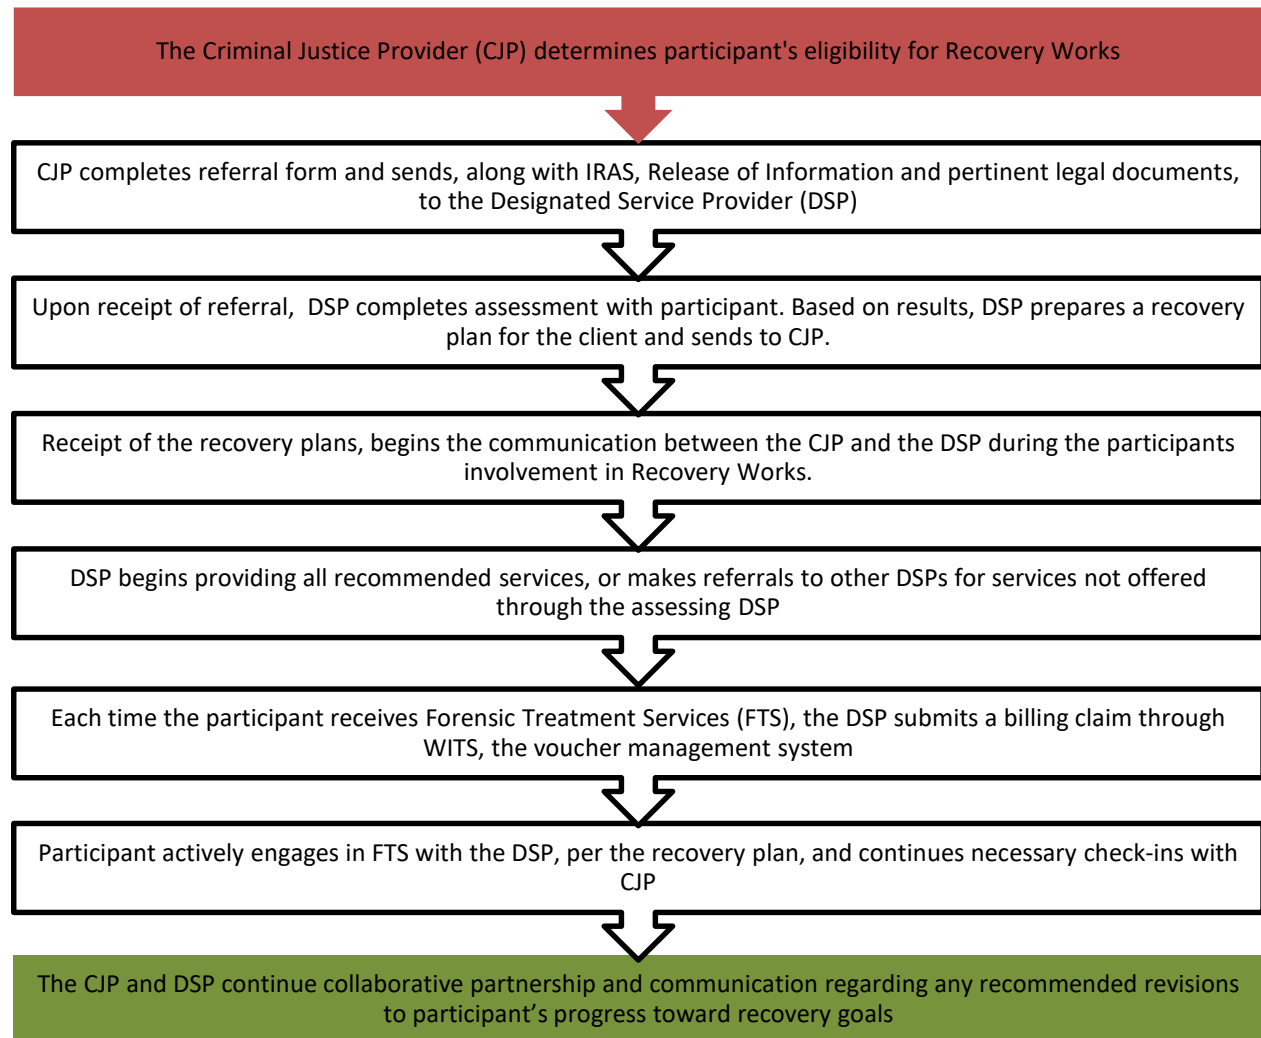 The Criminal Justice Provider (CJP) determines participant's eligibility for Recovery Works
CJP completes referral form and sends, along with IRAS, Release of Information and pertinent legal documents,
to the Designated Service Provider (DSP)
Upon receipt of referral,  DSP completes assessment with participant. Based on results, DSP prepares a recovery
plan for the client and sends to CJP.
Receipt of the recovery plans, begins the communication between the CJP and the DSP during the participants
involvement in Recovery Works.
DSP begins providing all recommended services, or makes referrals to other DSPs for services not offered
through the assessing DSP
Each time the participant receives Forensic Treatment Services (FTS), the DSP submits a billing claim through
WITS, the voucher management system
Participant actively engages in FTS with the DSP, per the recovery plan, and continues necessary check-ins with
CJP
The CJP and DSP continue collaborative partnership and communication regarding any recommended revisions
to participant’s progress toward recovery goals